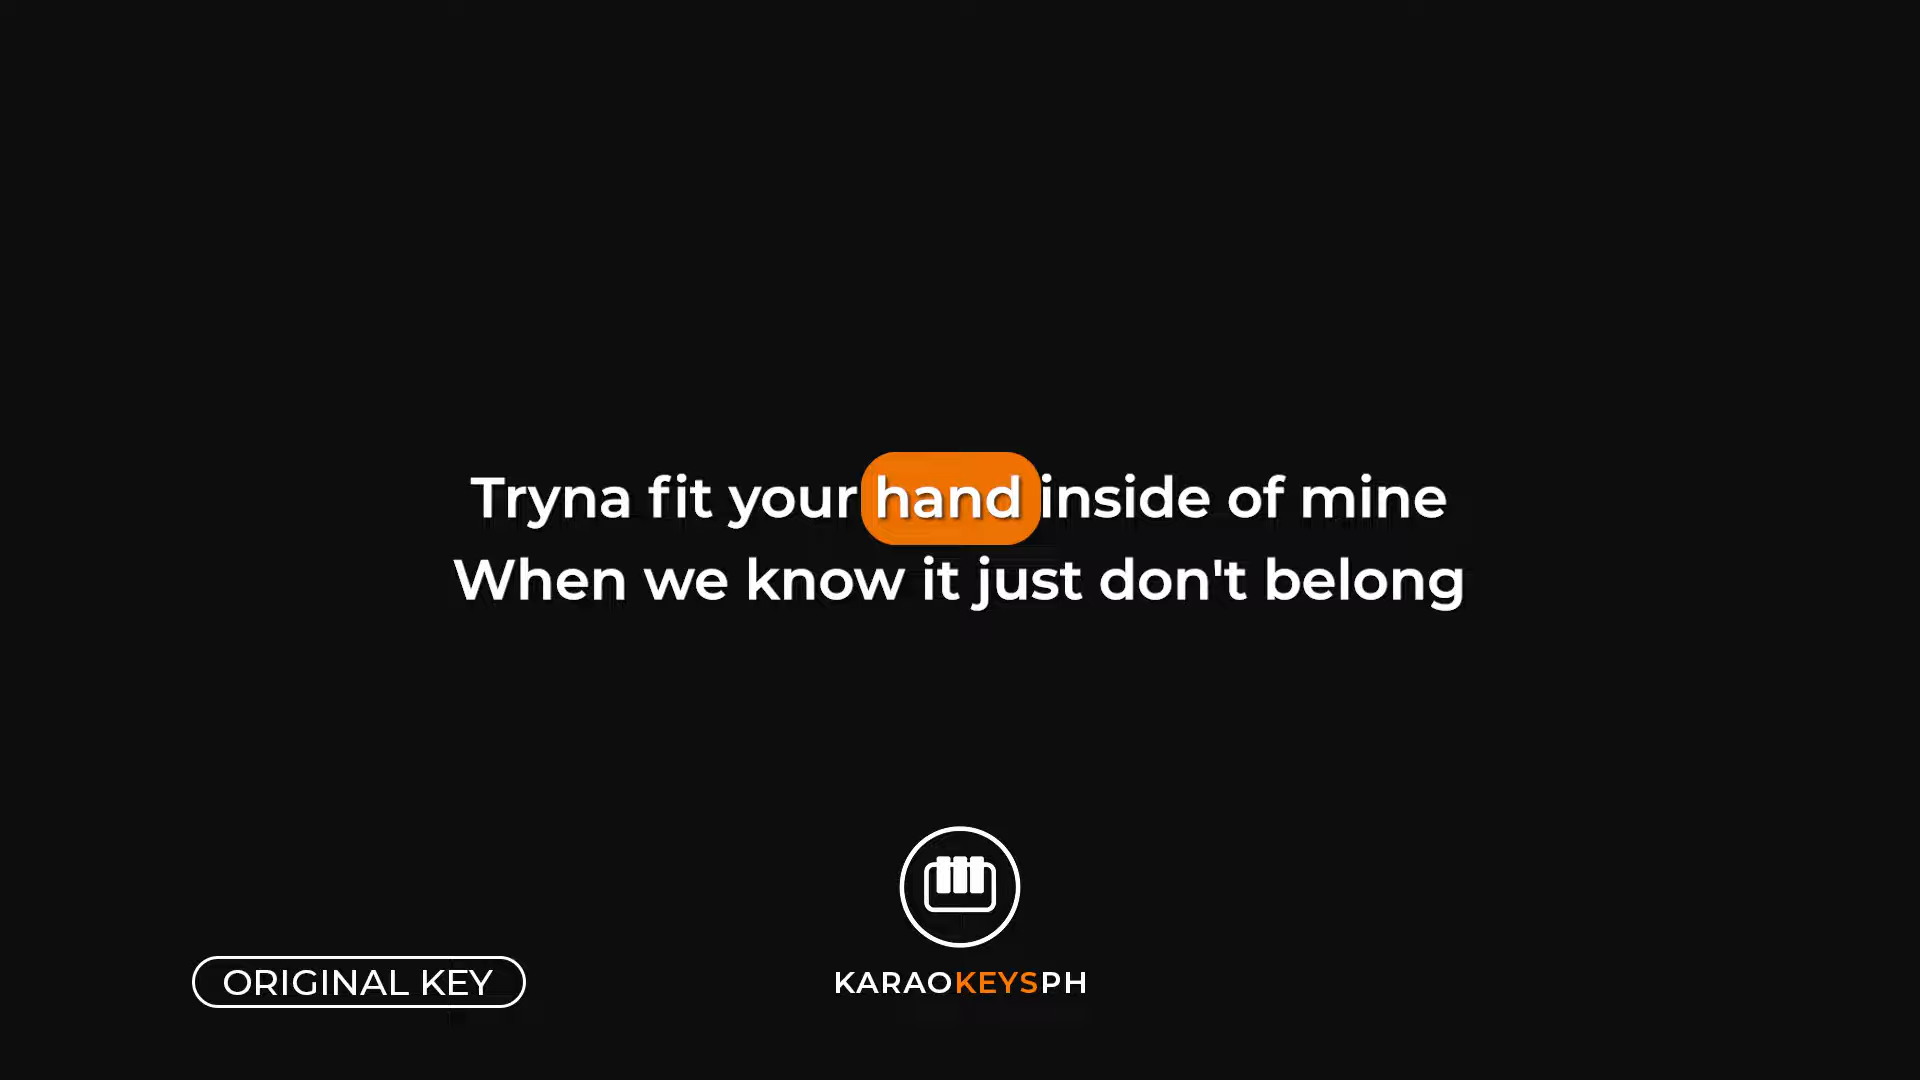 Tryna fit your hand inside of mine
When we know it just don't belong
ORIGINAL KEY
KARAOKEYSPH